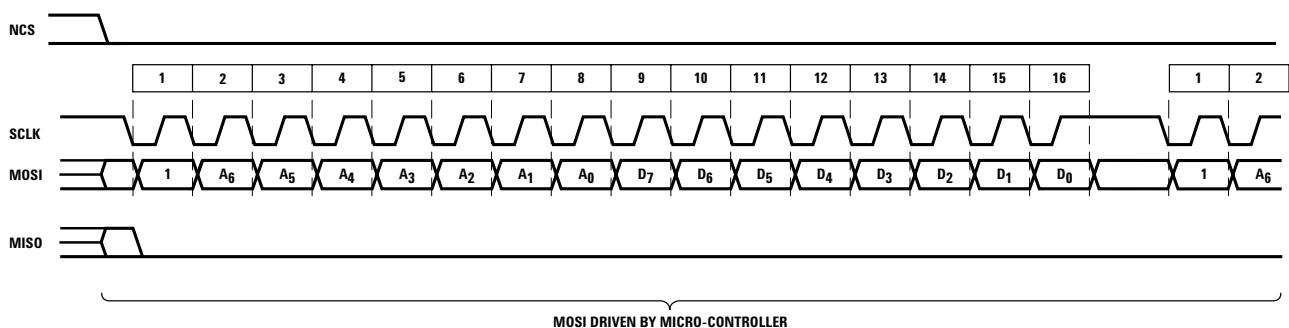 NCS
1 2 3 4 5 6 7 8 9 10 11 12 13 14 15 16 1 2
SCLK
MOSI 1 A6 A5 A4 A3 A2 A1 A0 D7 D6 D5 D4 D3 D2 D1 D0 1 A6
MISO
MOSI DRIVEN BY MICRO-CONTROLLER